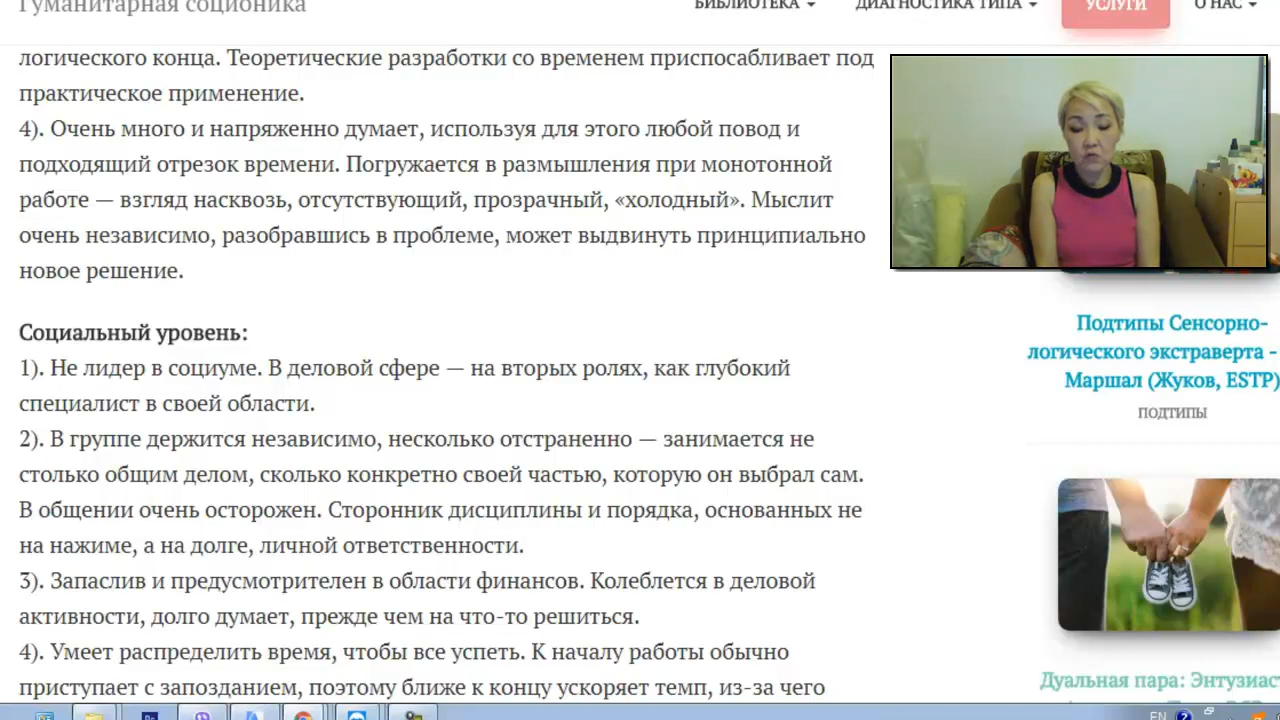 Гуманитарная соционика
БИБЛИОТЕКА
ДИАГНОСТИКА ТИПА
УСЛУГИ
О НАС
логического конца. Теоретические разработки со временем приспосабливает под
практическое применение.
4). Очень много и напряженно думает, используя для этого любой повод и
подходящий отрезок времени. Погружается в размышления при монотонной
работе — взгляд насквозь, отсутствующий, прозрачный, «холодный». Мыслит
очень независимо, разобравшись в проблеме, может выдвинуть принципиально
новое решение.
Социальный уровень:
1). Не лидер в социуме. В деловой сфере — на вторых ролях, как глубокий
специалист в своей области.
2). В группе держится независимо, несколько отстраненно — занимается не
столько общим делом, сколько конкретно своей частью, которую он выбрал сам.
В общении очень осторожен. Сторонник дисциплины и порядка, основанных не
на нажиме, а на долге, личной ответственности.
3). Запаслив и предусмотрителен в области финансов. Колеблется в деловой
активности, долго думает, прежде чем на что-то решиться.
4). Умеет распределить время, чтобы все успеть. К началу работы обычно
приступает с запозданием, поэтому ближе к концу ускоряет темп, из-за чего
Подтипы Сенсорно-
логического экстраверта -
Маршал (Жуков, ESTP)
ПОДТИПЫ
Дуальная пара: Энтузиаст
EN